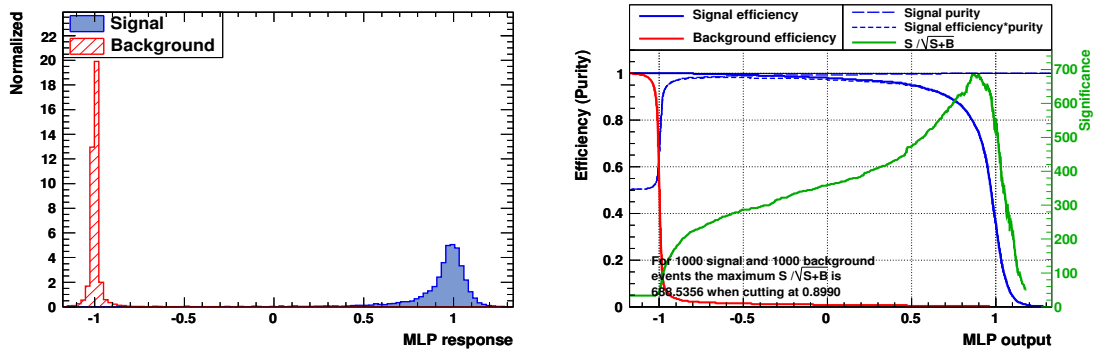 Signal
Background
Normalized
22
20
18
16
14
12
10
8
6
4
2
0
-1 -0.5 0 0.5 1
MLP response
Signal efficiency
Background efficiency
Signal purity
Signal efficiency*purity
S/√S+B
Efficiency (Purity)
1
0.8
0.6
0.4
0.2
0
-1 -0.5 0 0.5 1
MLP output
700
600
500
400
300
200
100
0
Significance
For 1000 signal and 1000 background
events the maximum S/√S+B is
688.5356 when cutting at 0.8990